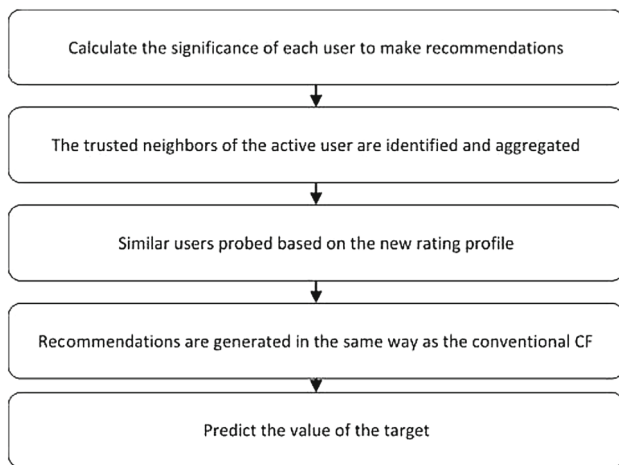 Calculate the significance of each user to make recommendations
The trusted neighbors of the active user are identified and aggregated
Similar users probed based on the new rating profile
Recommendations are generated in the same way as the conventional CF
Predict the value of the target